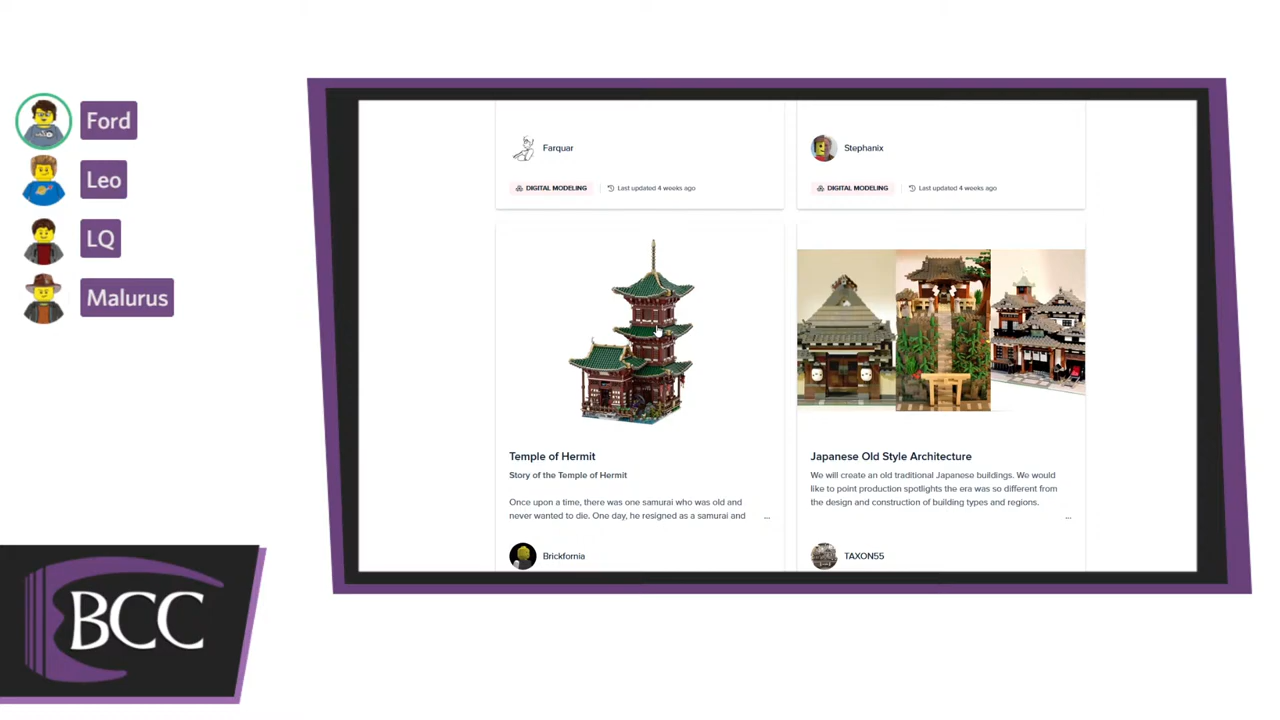 Ford
Leo
LQ
Malurus
BCC
Farquar
DIGITAL MODELING
Last updated 4 weeks ago
Stephanix
DIGITAL MODELING
Last updated 4 weeks ago
Temple of Hermit
Story of the Temple of Hermit
Once upon a time, there was one samurai who was old and
never wanted to die. One day, he resigned as a samurai and
...
Brickfornia
Japanese Old Style Architecture
We will create an old traditional Japanese buildings. We would
like to point production spotlights the era was so different from
the design and construction of building types and regions.
...
TAXON55